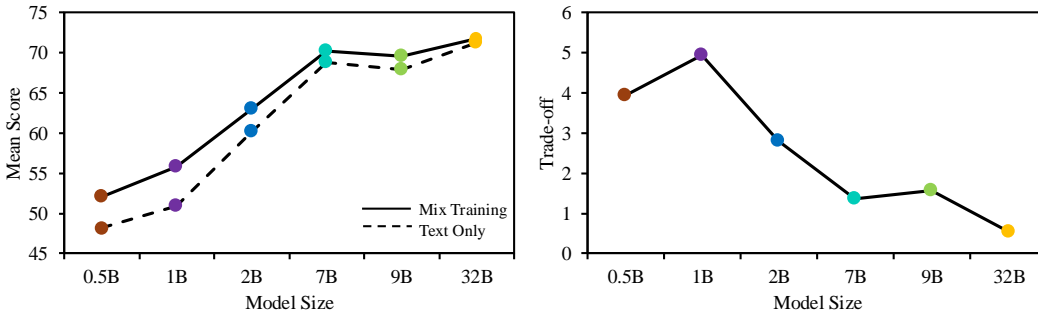 75
70
65
60
55
50
45
Mean Score
Mix Training
Text Only
0.5B 1B 2B 7B 9B 32B
Model Size
6
5
4
3
2
1
0
Trade-off
0.5B 1B 2B 7B 9B 32B
Model Size